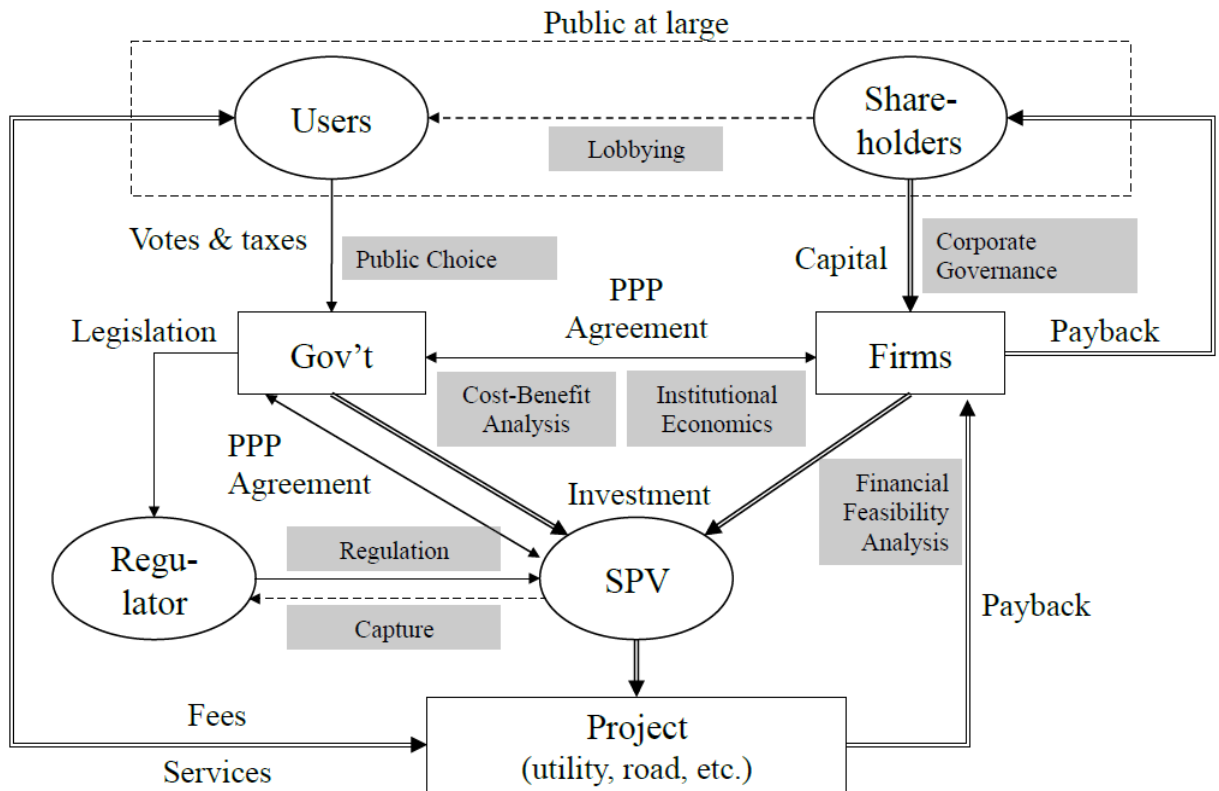 Public at large
Users
Share-
holders
Lobbying
Votes & taxes
Public Choice
Capital
Corporate
Governance
PPP
Agreement
Legislation
Gov't
Firms
Payback
Cost-Benefit
Analysis
Institutional
Economics
PPP
Agreement
Investment
Financial
Feasibility
Analysis
Regulation
Regu-
lator
SPV
Capture
Payback
Fees
Services
Project
(utility, road, etc.)